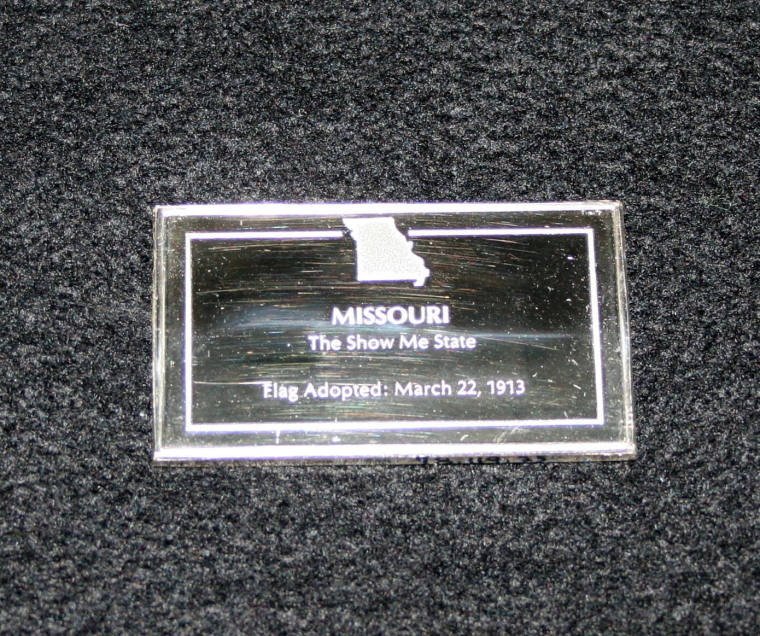 MISSOURI
The Show Me State
Flag Adopted: March 22, 1913